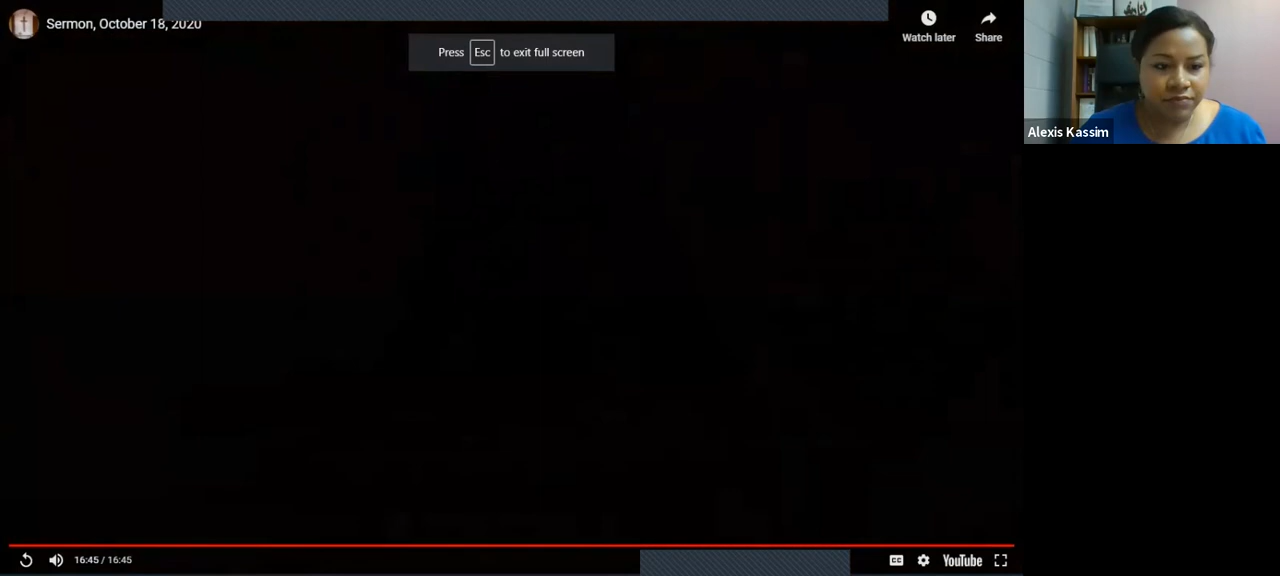 Sermon, October 18, 2020
Watch later
Share
Press Esc to exit full screen
Alexis Kassim
16:45 / 16:45
CC
YouTube